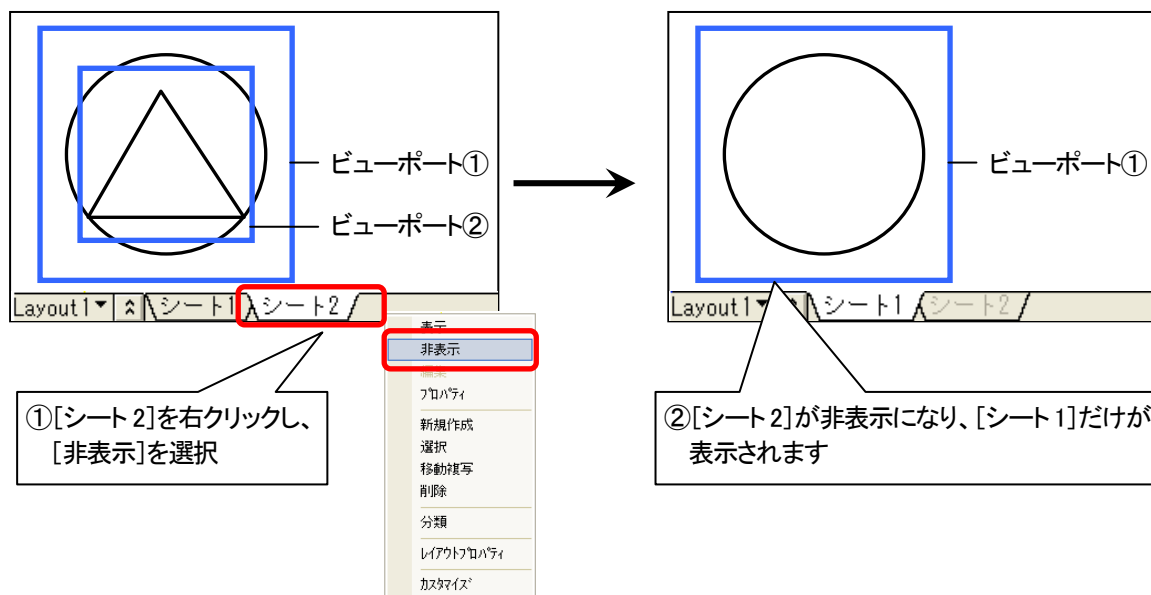 ビューポート①
ビューポート②
Layout1 シート1 シート2
表示
非表示
編集
プロパティ
新規作成
選択
移動複写
削除
分類
レイアウトプロパティ
カスタマイズ
①[シート 2]を右クリックし、
[非表示]を選択
ビューポート①
Layout1 シート1 シート2
②[シート 2]が非表示になり、[シート 1]だけが
表示されます